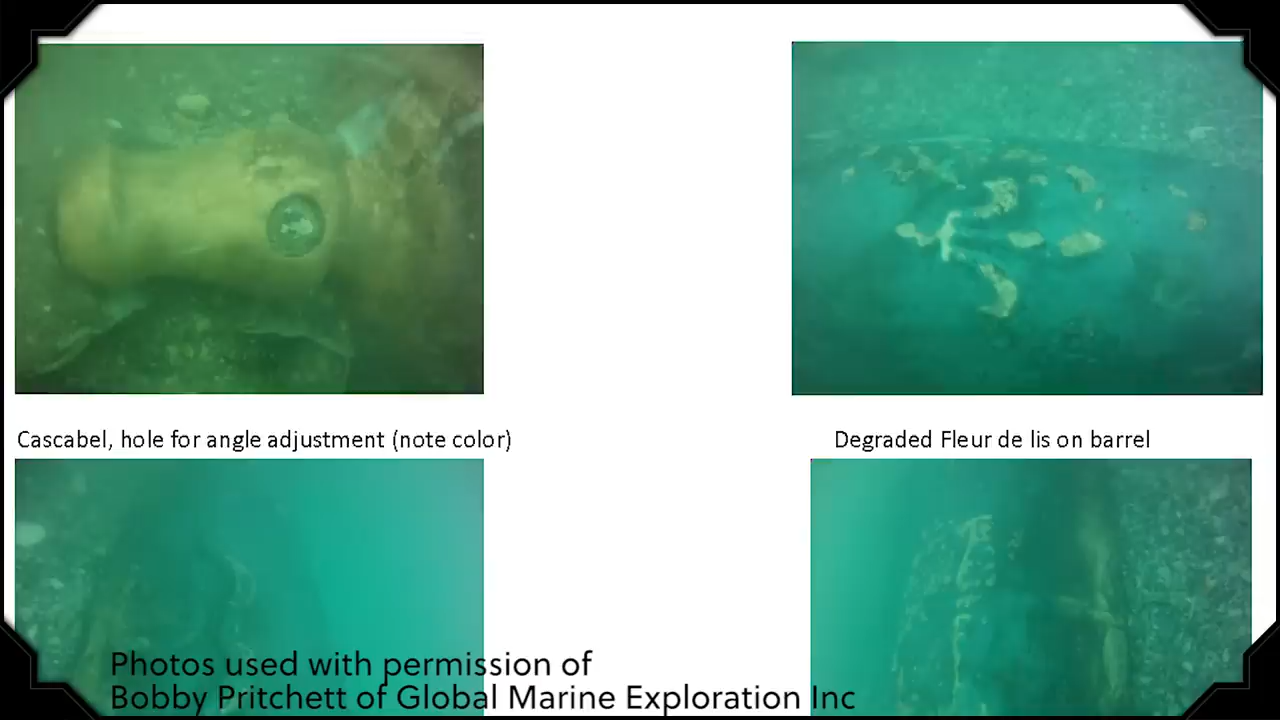 Cascabel, hole for angle adjustment (note color)
Degraded Fleur de lis on barrel
Photos used with permission of
Bobby Pritchett of Global Marine Exploration Inc